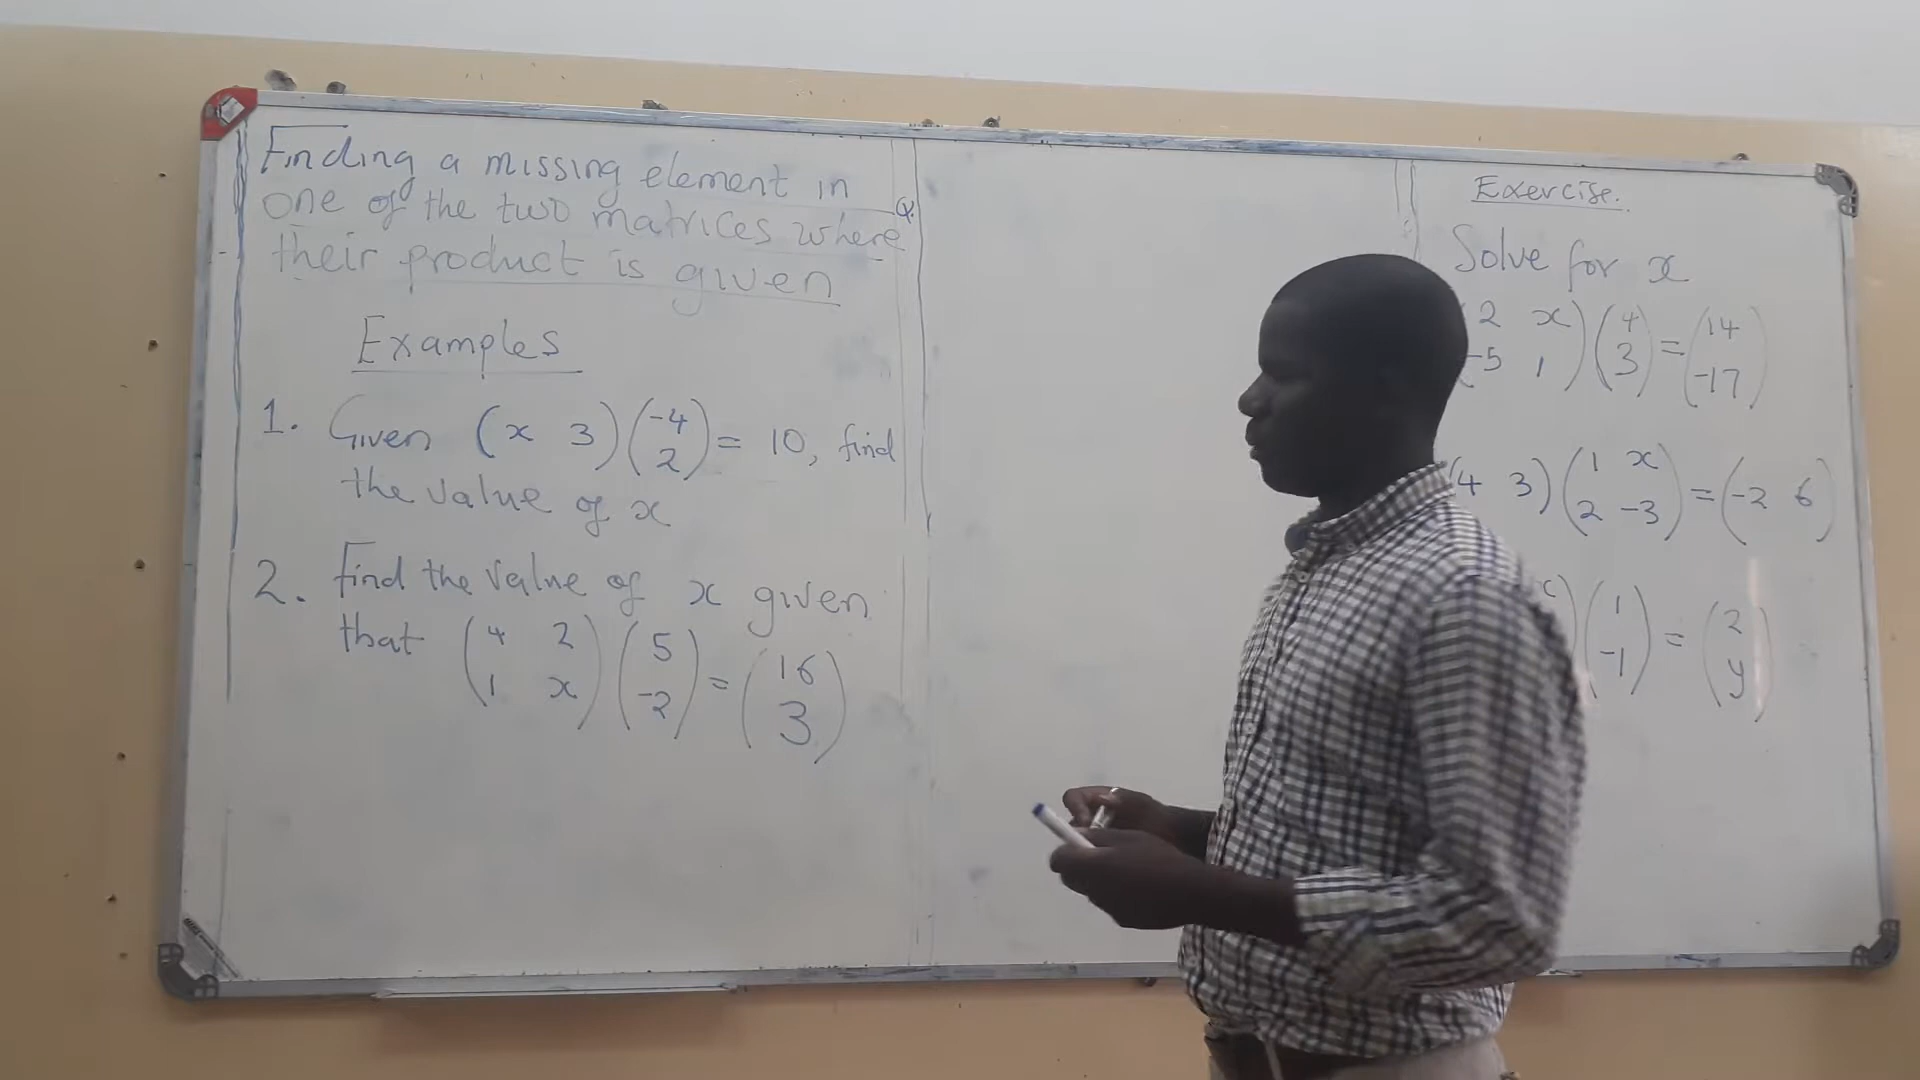 Finding a missing element in
one of the two matrices where
their product is given
Examples
1. Given (x 3)(-4
2) = 10, find
the value of x
2. find the value of x given
that (4 2
1 x)(5
-2) = (16
3)
Q.
Exercise.
Solve for x
2 x
-5 1)(4
3) = (14
-17)
(4 3)(1 x
2 -3) = (-2 6)
)(1
-1) = (2
y)